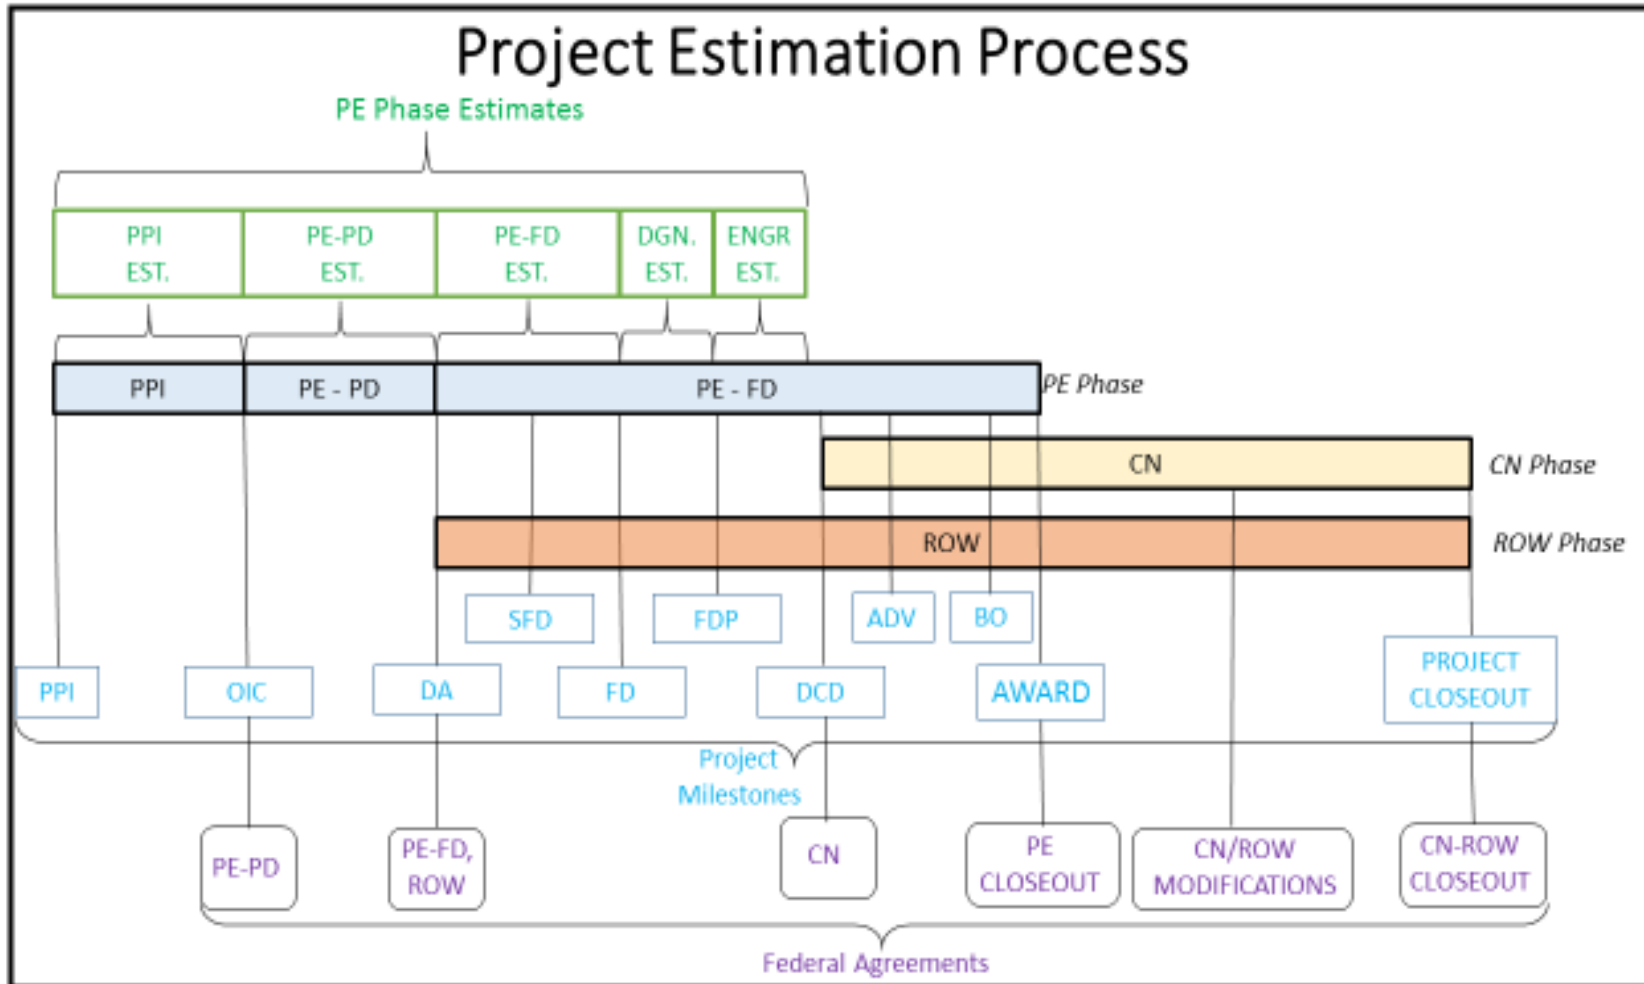 Project Estimation Process
PE Phase Estimates
PPI
EST.
PE-PD
EST.
PE-FD
EST.
DGN.
EST.
ENGR
EST.
PPI
PE - PD
PE - FD
PE Phase
CN
CN Phase
ROW
ROW Phase
SFD
FDP
ADV
BO
PPI
OIC
DA
FD
DCD
AWARD
PROJECT
CLOSEOUT
Project
Milestones
PE-PD
PE-FD,
ROW
CN
PE
CLOSEOUT
CN/ROW
MODIFICATIONS
CN-ROW
CLOSEOUT
Federal Agreements